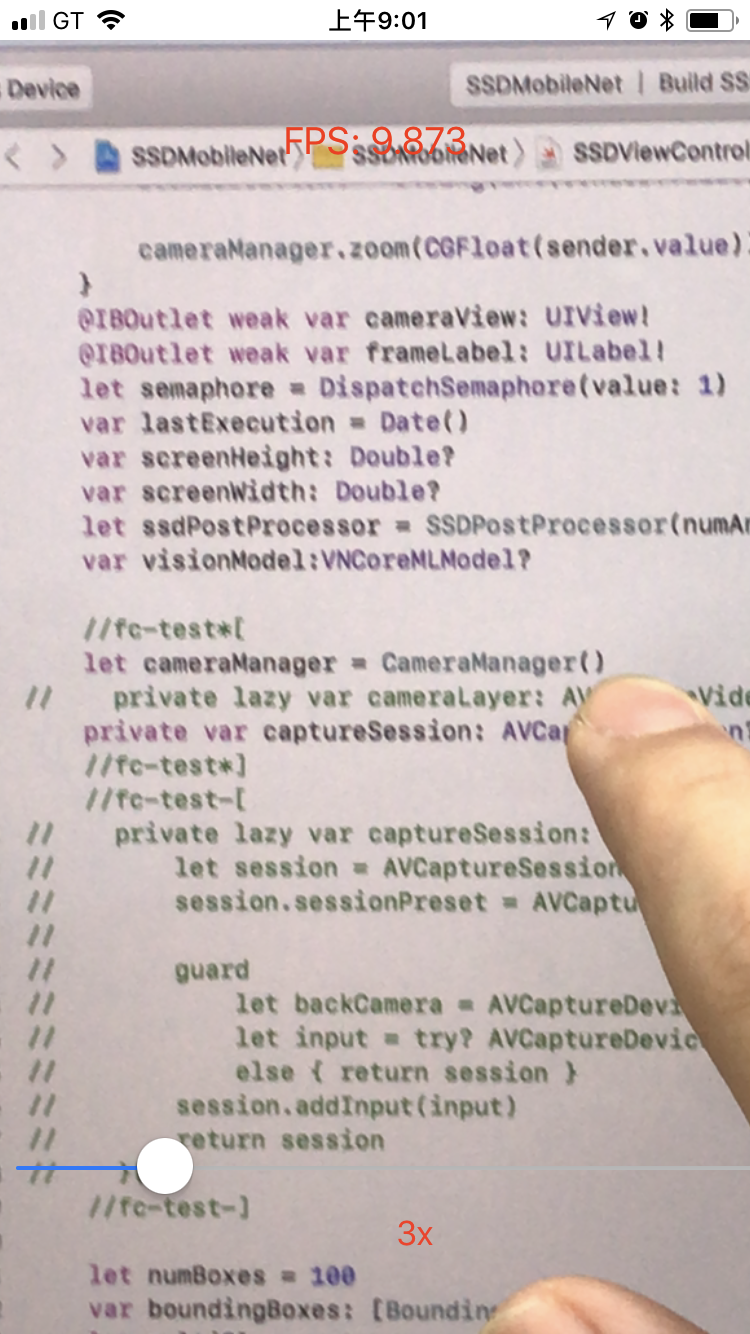 GT 上午9:01
Device SSDMobileNet | Build SS
FPS: 9.873
SSDMobileNet SSDMobileNet SSDViewControl
cameraManager.zoom(CGFloat(sender.value))
}
@IBOutlet weak var cameraView: UIView!
@IBOutlet weak var frameLabel: UILabel!
let semaphore = DispatchSemaphore(value: 1)
var lastExecution = Date()
var screenHeight: Double?
var screenWidth: Double?
let ssdPostProcessor = SSDPostProcessor(numAn
var visionModel:VNCoreMLModel?
//fc-test*[
let cameraManager = CameraManager()
// private lazy var cameraLayer: AV Vide
private var captureSession: AVCap n?
//fc-test*]
//fc-test-[
// private lazy var captureSession:
// let session = AVCaptureSession
// session.sessionPreset = AVCaptu
//
// guard
// let backCamera = AVCaptureDevi
// let input = try? AVCaptureDevic
// else { return session }
// session.addInput(input)
// return session
// }
//fc-test-]
3x
let numBoxes = 100
var boundingBoxes: [Bounding